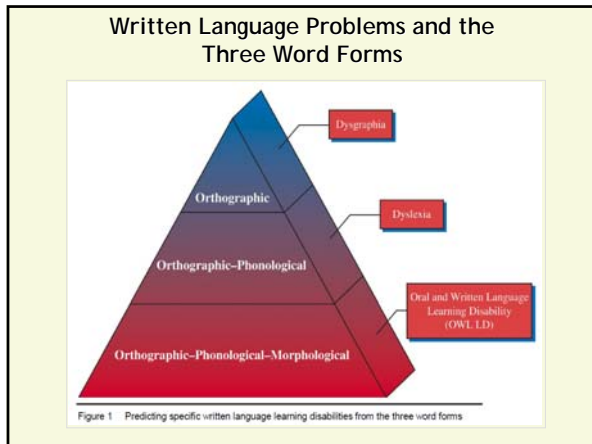 Written Language Problems and the
Three Word Forms
Dysgraphia
Orthographic
Dyslexia
Orthographic–Phonological
Oral and Written Language
Learning Disability
(OWL LD)
Orthographic–Phonological–Morphological
Figure 1 Predicting specific written language learning disabilities from the three word forms